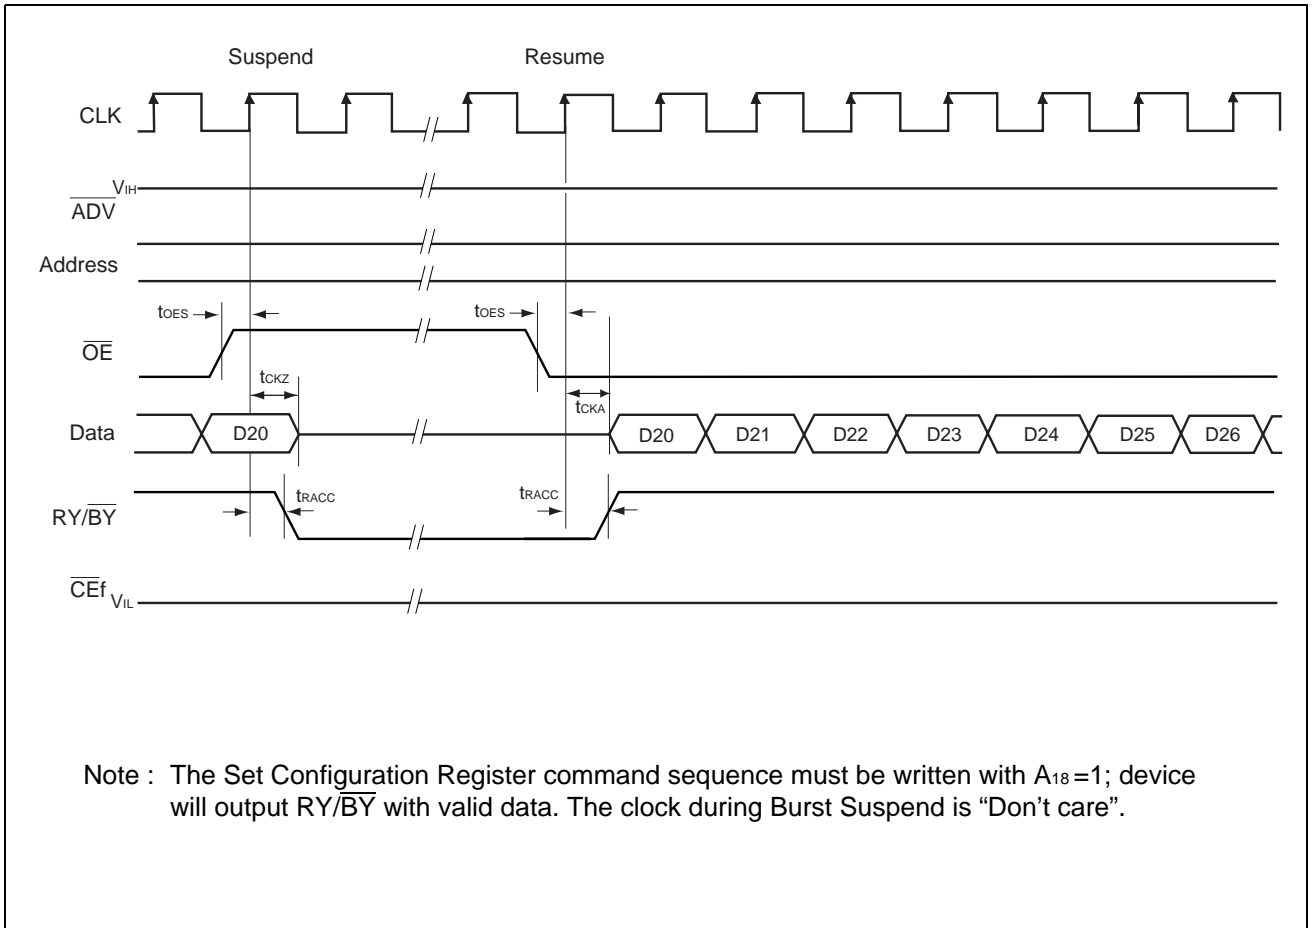 Suspend Resume
CLK
VIH
ADV
Address
tOES tOES
OE
tCKZ
tCKA
Data D20 D20 D21 D22 D23 D24 D25 D26
tRACC tRACC
RY/BY
CEf VIL
Note : The Set Configuration Register command sequence must be written with A18 =1; device
will output RY/BY with valid data. The clock during Burst Suspend is “Don’t care”.